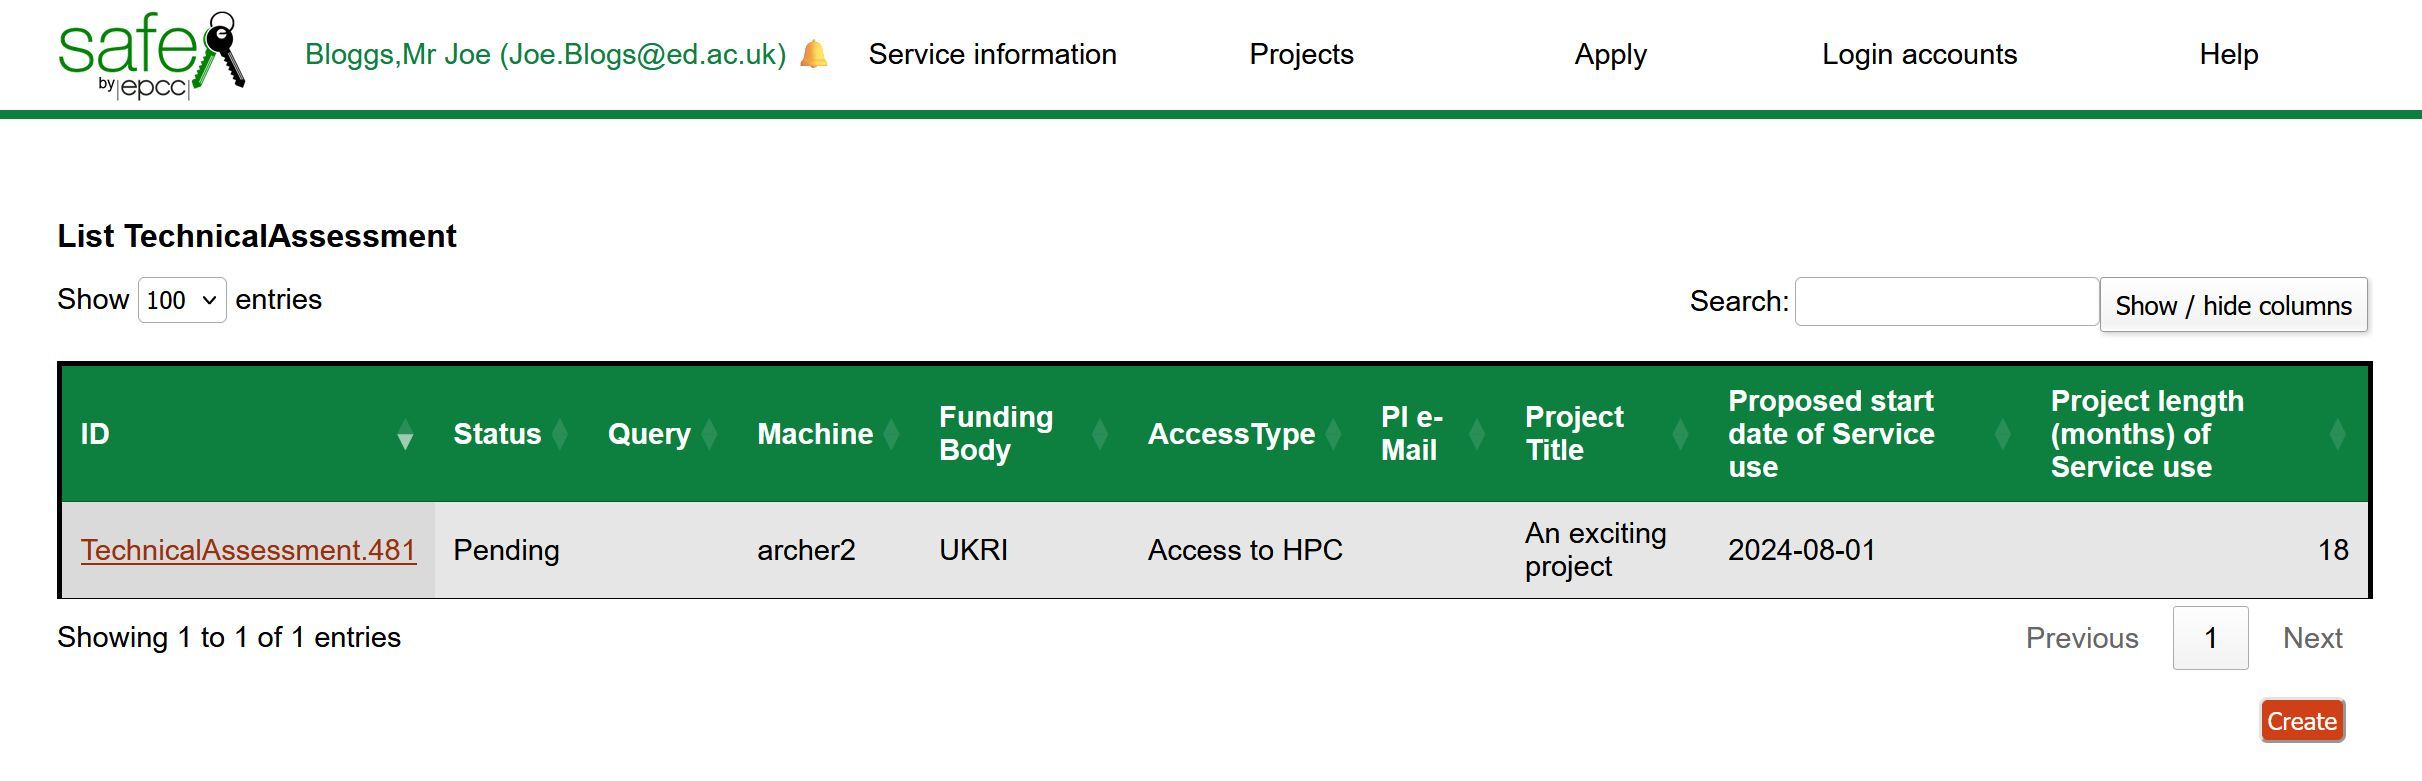 safe
by |epcc|
Bloggs,Mr Joe (Joe.Blogs@ed.ac.uk) Service information Projects Apply Login accounts Help
List TechnicalAssessment
Show 100 entries Search: Show / hide columns
ID Status Query Machine Funding Body AccessType PI e-Mail Project Title Proposed start date of Service use Project length (months) of Service use
TechnicalAssessment.481 Pending archer2 UKRI Access to HPC An exciting project 2024-08-01 18
Showing 1 to 1 of 1 entries Previous 1 Next
Create